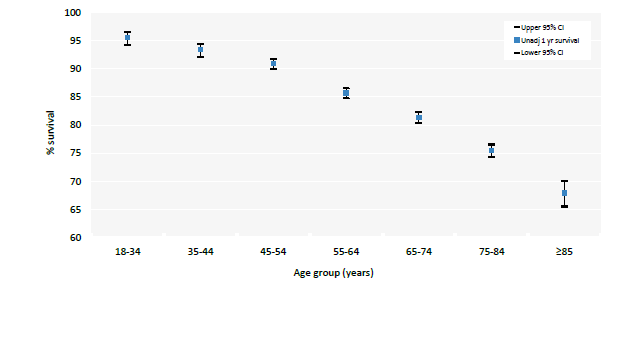 100
95
90
85
80
75
70
65
60
% survival
Upper 95% CI
Unadj 1 yr survival
Lower 95% CI
18-34 35-44 45-54 55-64 65-74 75-84 ≥85
Age group (years)